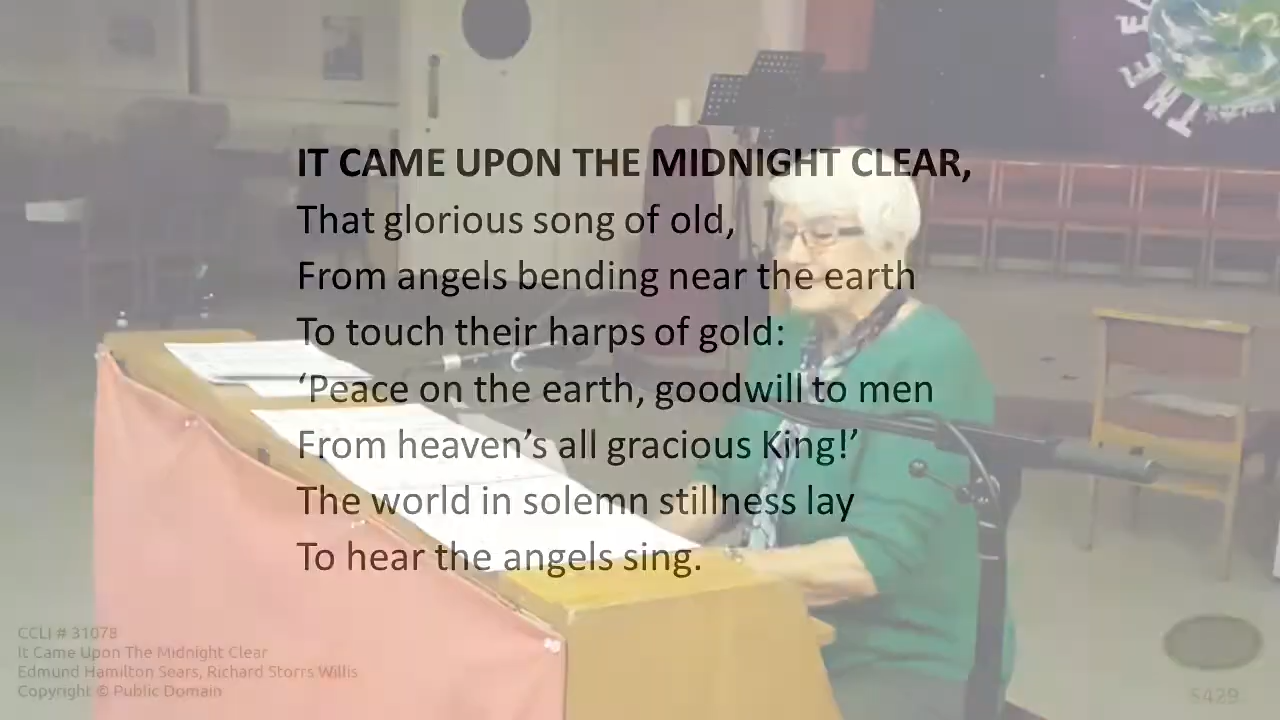 THE E
IT CAME UPON THE MIDNIGHT CLEAR,
That glorious song of old,
From angels bending near the earth
To touch their harps of gold:
‘Peace on the earth, goodwill to men
From heaven’s all gracious King!’
The world in solemn stillness lay
To hear the angels sing.
CCLI # 31078
It Came Upon The Midnight Clear
Edmund Hamilton Sears, Richard Storrs Willis
Copyright © Public Domain
S429